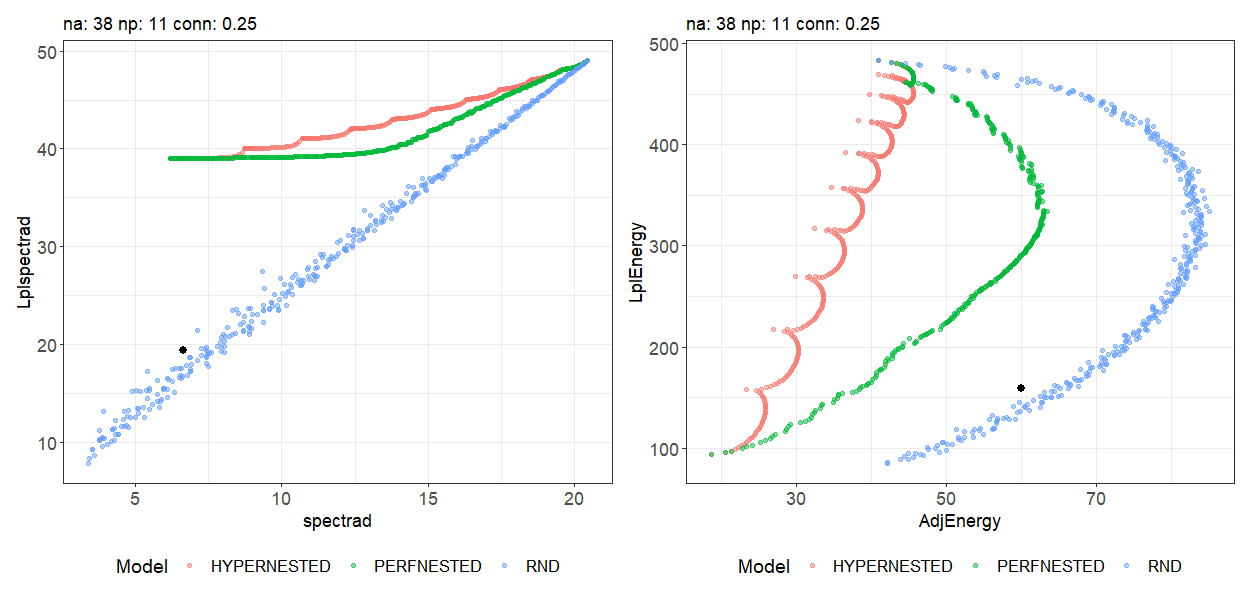 na: 38 np: 11 conn: 0.25
Lplspectrad
50
40
30
20
10
5
10
15
20
spectrad
Model HYPERNESTED PERFNESTED RND
na: 38 np: 11 conn: 0.25
LplEnergy
500
400
300
200
100
30
50
70
AdjEnergy
Model HYPERNESTED PERFNESTED RND